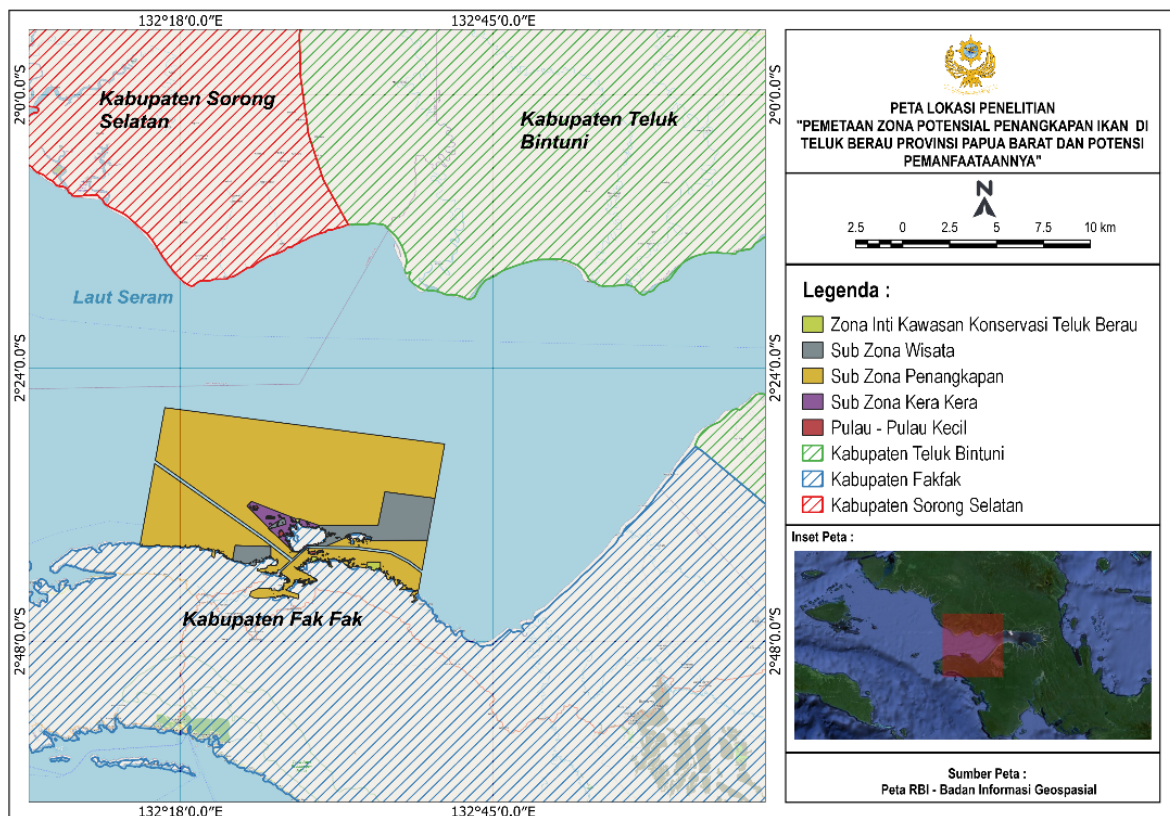 132°18'0.0"E
132°45'0.0"E
2°0'0.0"S
2°0'0.0"S
Kabupaten Sorong
Selatan
Kabupaten Teluk
Bintuni
Laut Seram
2°24'0.0"S
2°24'0.0"S
Kabupaten Fak Fak
2°48'0.0"S
2°48'0.0"S
132°18'0.0"E
132°45'0.0"E
PETA LOKASI PENELITIAN
"PEMETAAN ZONA POTENSIAL PENANGKAPAN IKAN DI
TELUK BERAU PROVINSI PAPUA BARAT DAN POTENSI
PEMANFAATAANNYA"
N
2.5 0 2.5 5 7.5 10 km
Legenda :
Zona Inti Kawasan Konservasi Teluk Berau
Sub Zona Wisata
Sub Zona Penangkapan
Sub Zona Kera Kera
Pulau - Pulau Kecil
Kabupaten Teluk Bintuni
Kabupaten Fakfak
Kabupaten Sorong Selatan
Inset Peta :
Sumber Peta :
Peta RBI - Badan Informasi Geospasial